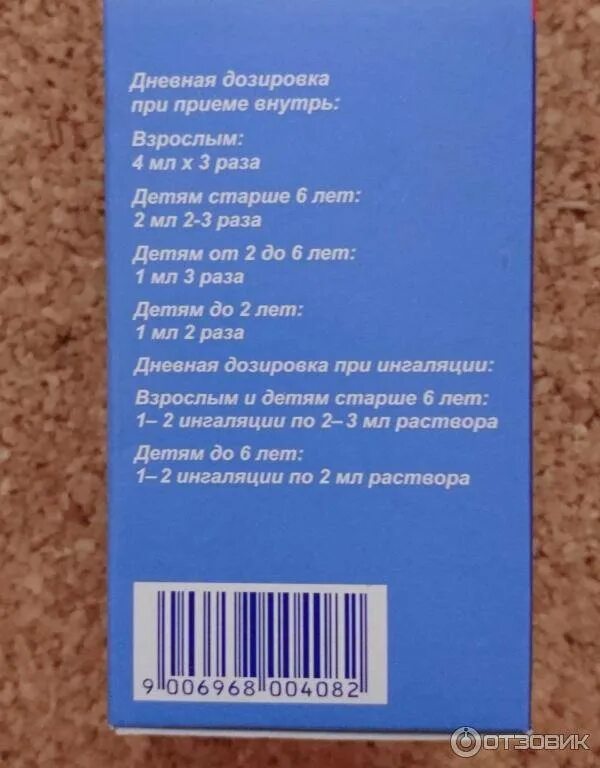 Дневная дозировка
при приеме внутрь:
Взрослым:
4 мл х 3 раза
Детям старше 6 лет:
2 мл 2-3 раза
Детям от 2 до 6 лет:
1 мл 3 раза
Детям до 2 лет:
1 мл 2 раза
Дневная дозировка при ингаляции:
Взрослым и детям старше 6 лет:
1– 2 ингаляции по 2– 3 мл раствора
Детям до 6 лет:
1– 2 ингаляции по 2 мл раствора
9 006968 004082
ОТЗОВИК